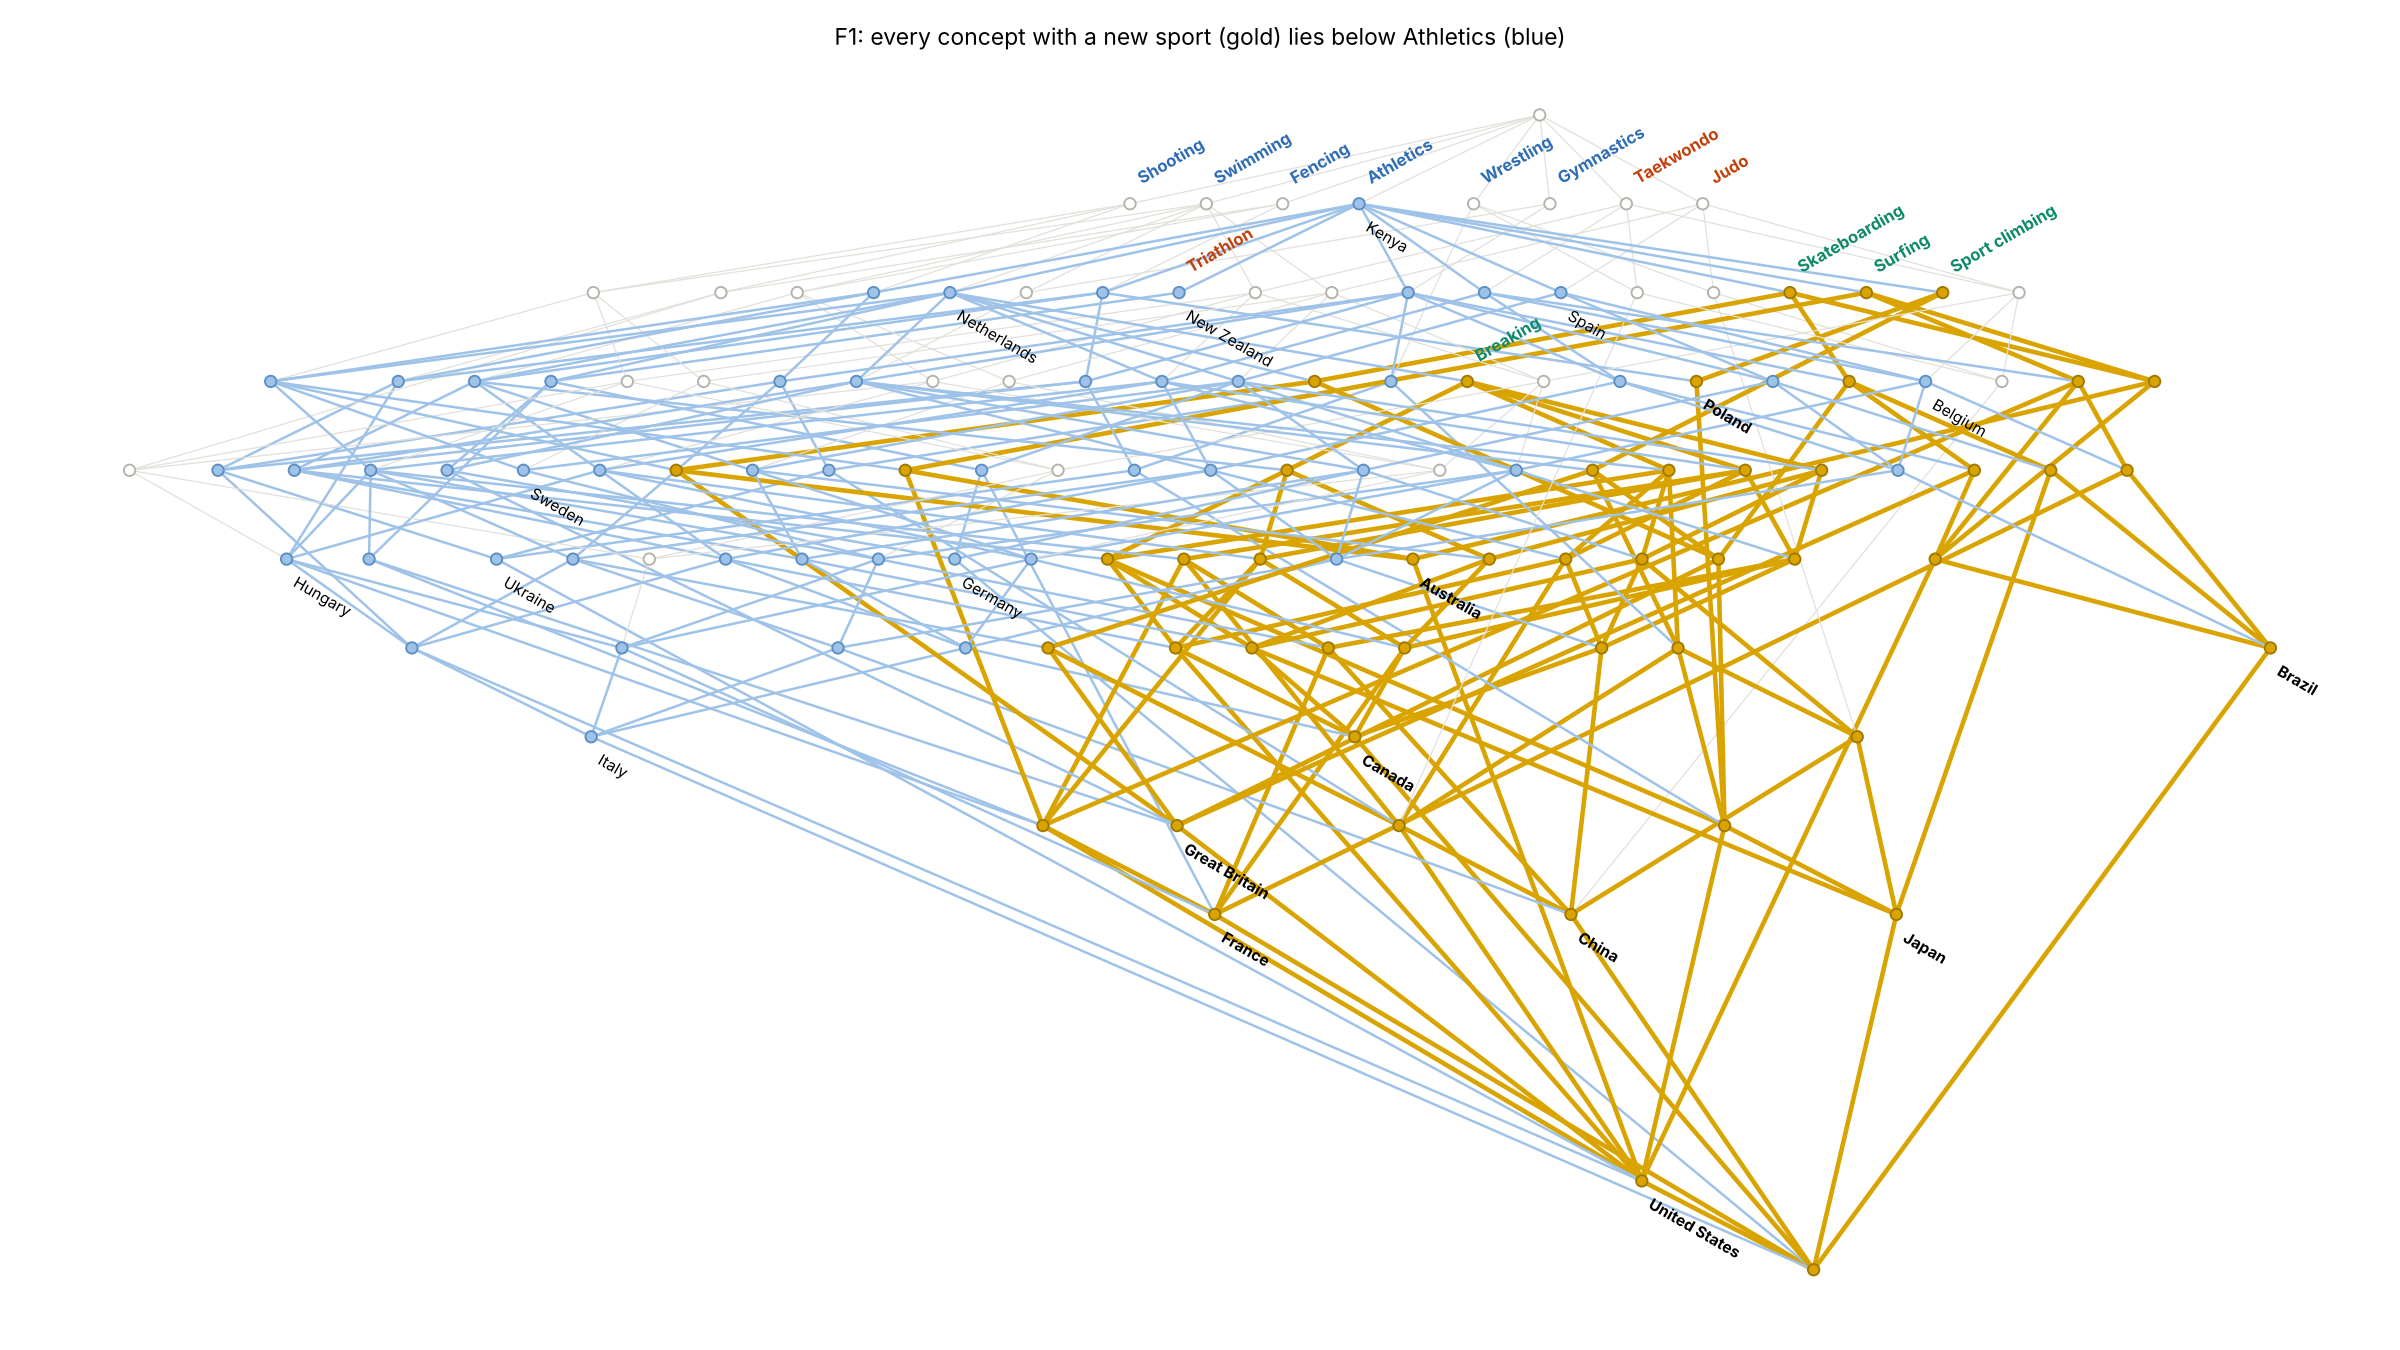 F1: every concept with a new sport (gold) lies below Athletics (blue)
Shooting
Swimming
Fencing
Athletics
Wrestling
Gymnastics
Taekwondo
Judo
Kenya
Triathlon
Skateboarding
Surfing
Sport climbing
Netherlands
New Zealand
Spain
Breaking
Poland
Belgium
Sweden
Hungary
Ukraine
Germany
Australia
Brazil
Italy
Canada
Great Britain
France
China
Japan
United States